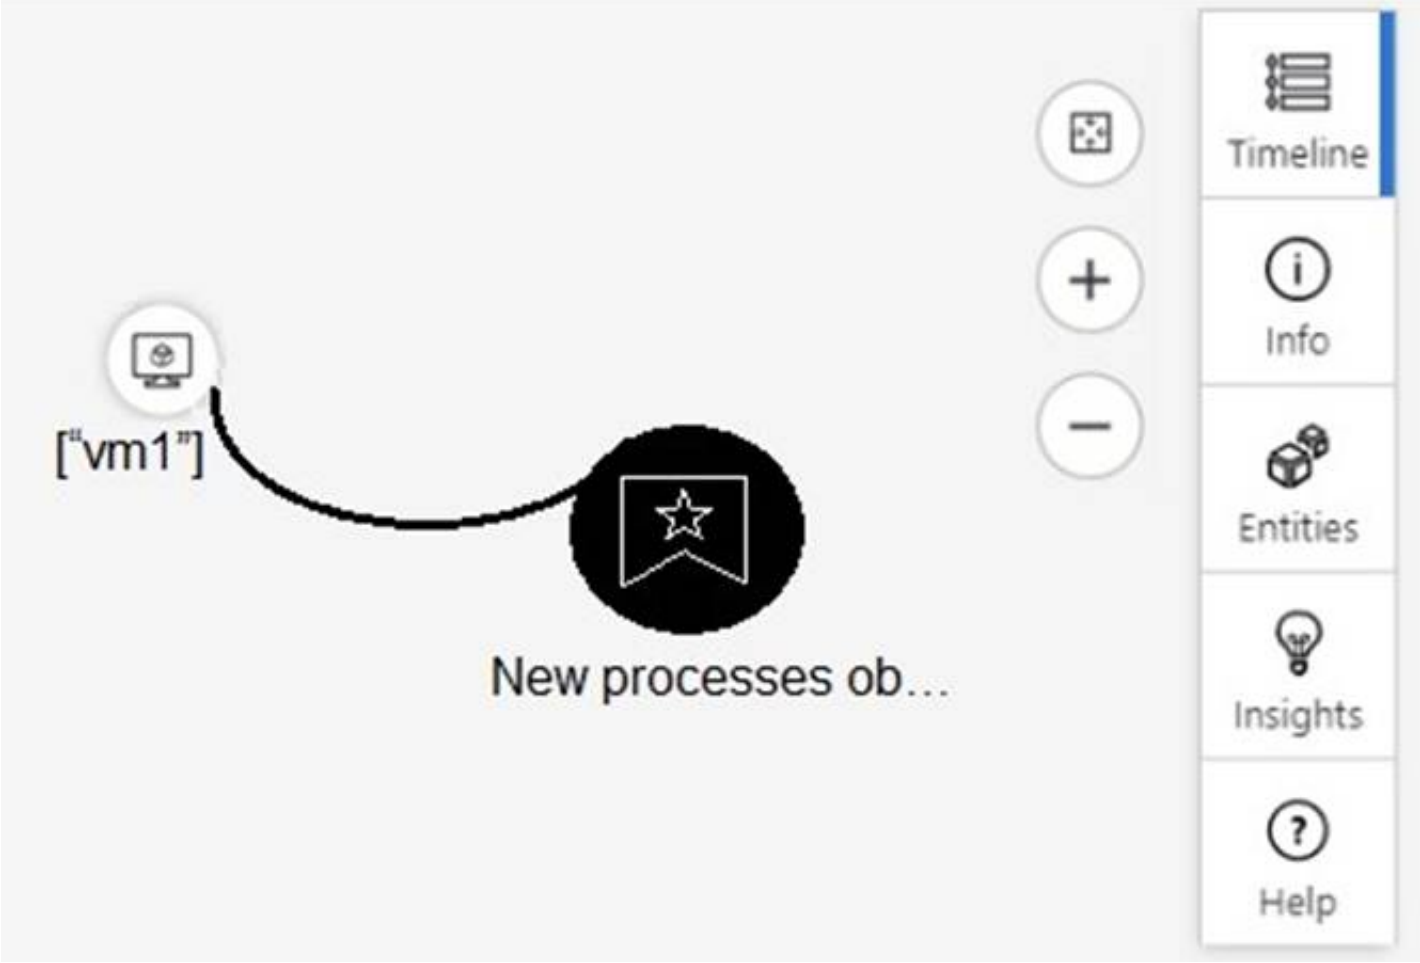 Timeline
Info
["vm1"]
Entities
New processes ob...
Insights
Help